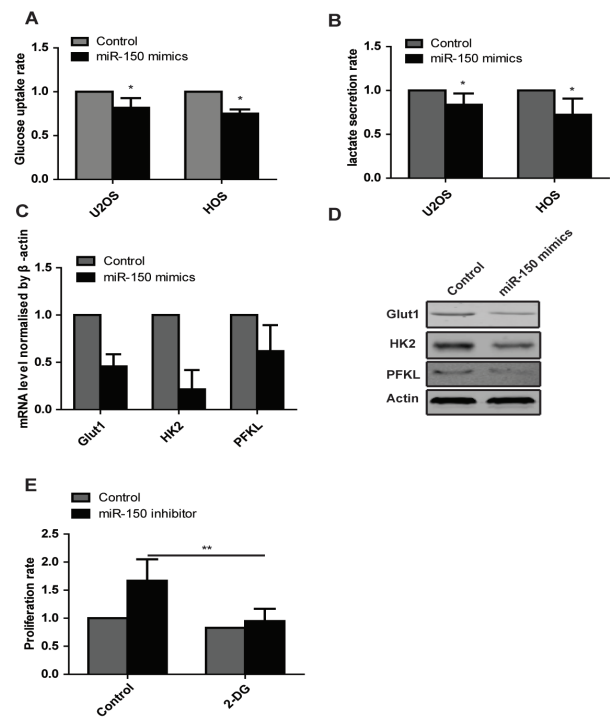 A
Control
miR-150 mimics
Glucose uptake rate
1.5
1.0
0.5
0.0
*
*
U2OS
HOS
B
Control
miR-150 mimics
lactate secretion rate
1.5
1.0
0.5
0.0
*
*
U2OS
HOS
C
Control
miR-150 mimics
mRNA level normalised by β -actin
1.5
1.0
0.5
0.0
Glut1
HK2
PFKL
D
Control
miR-150 mimics
Glut1
HK2
PFKL
Actin
E
Control
miR-150 inhibitor
Proliferation rate
2.5
2.0
1.5
1.0
0.5
0.0
**
Control
2-DG